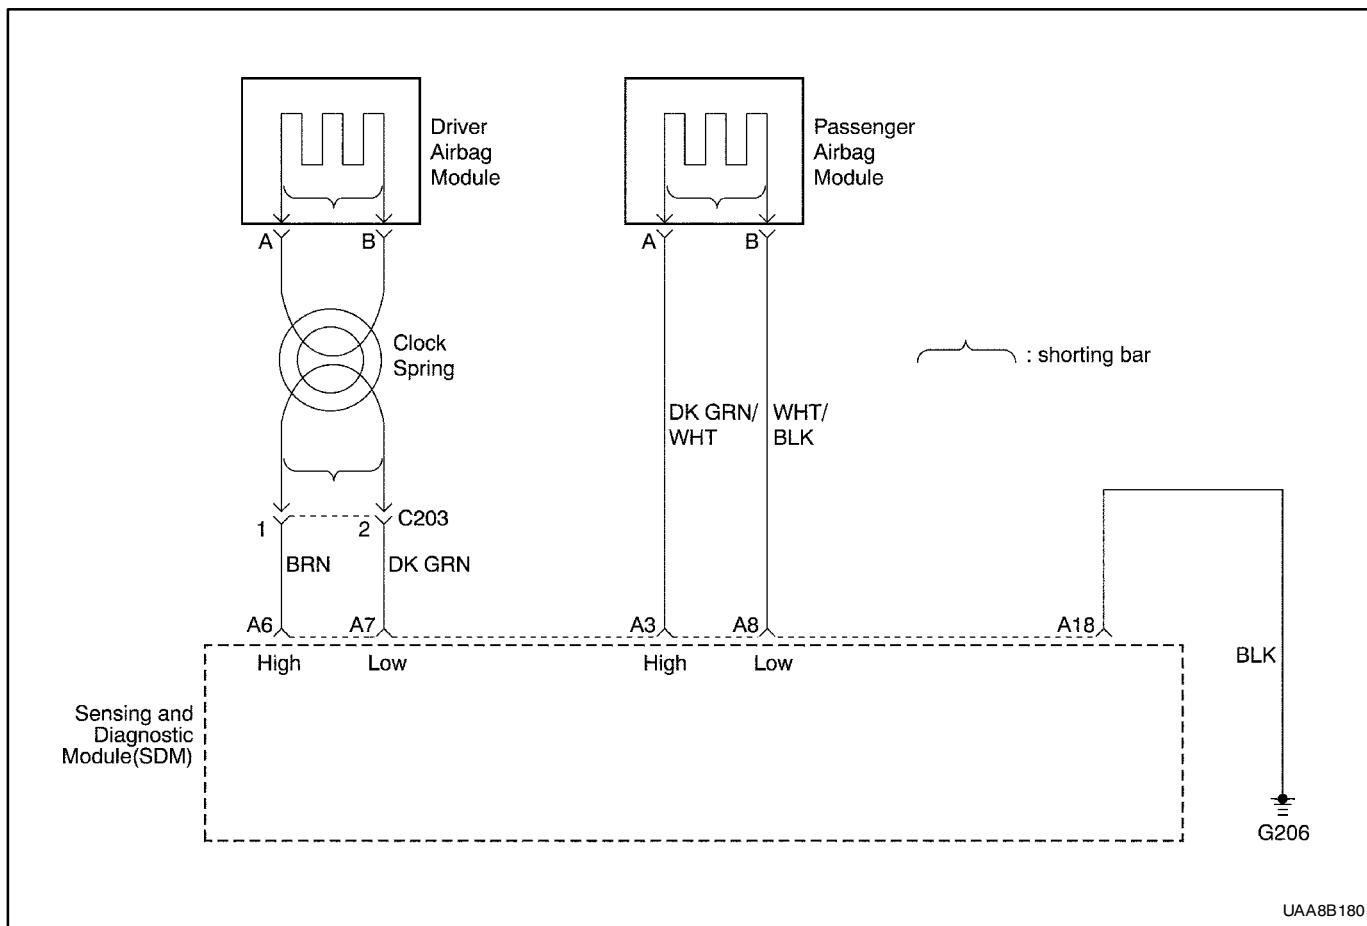 Driver
Airbag
Module
Passenger
Airbag
Module
A
B
A
B
Clock
Spring
: shorting bar
DK GRN/
WHT
WHT/
BLK
1
2
C203
BRN
DK GRN
A6
A7
A3
A8
A18
High
Low
High
Low
BLK
Sensing and
Diagnostic
Module(SDM)
G206
UAA8B180